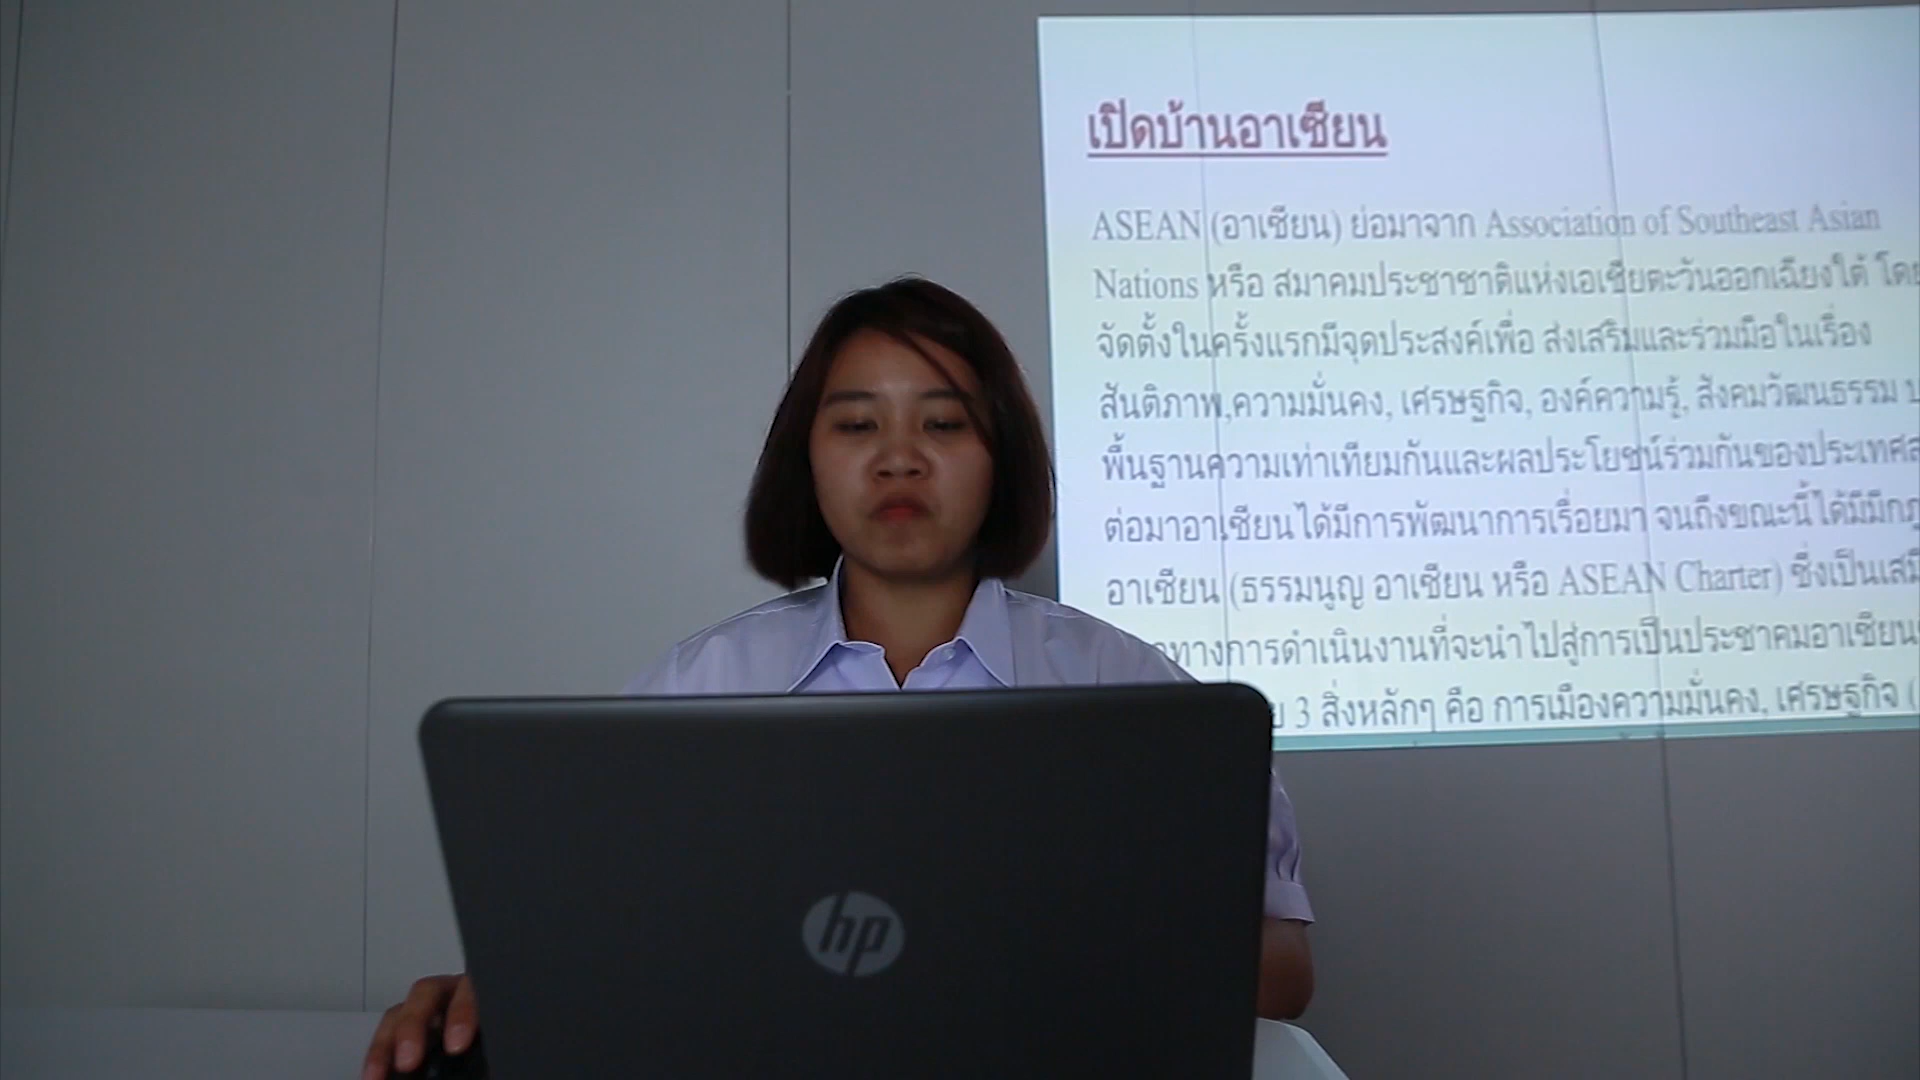 เปิดบ้านอาเซียน
ASEAN (อาเซียน) ย่อมาจาก Association of Southeast Asian
Nations หรือ สมาคมประชาชาติแห่งเอเชียตะวันออกเฉียงใต้ โดย
จัดตั้งในครั้งแรกมีจุดประสงค์เพื่อ ส่งเสริมและร่วมมือในเรื่อง
สันติภาพ,ความมั่นคง, เศรษฐกิจ, องค์ความรู้, สังคมวัฒนธรรม
พื้นฐานความเท่าเทียมกันและผลประโยชน์ร่วมกันของประเทศ
ต่อมาอาเซียนได้มีการพัฒนาการเรื่อยมา จนถึงขณะนี้ได้มีมี
อาเซียน (ธรรมนูญ อาเซียน หรือ ASEAN Charter) ซึ่งเป็น
ทางการดำเนินงานที่จะนำไปสู่การเป็นประชาคมอาเซียน
3 สิ่งหลักๆ คือ การเมืองความมั่นคง, เศรษฐกิจ (
hp